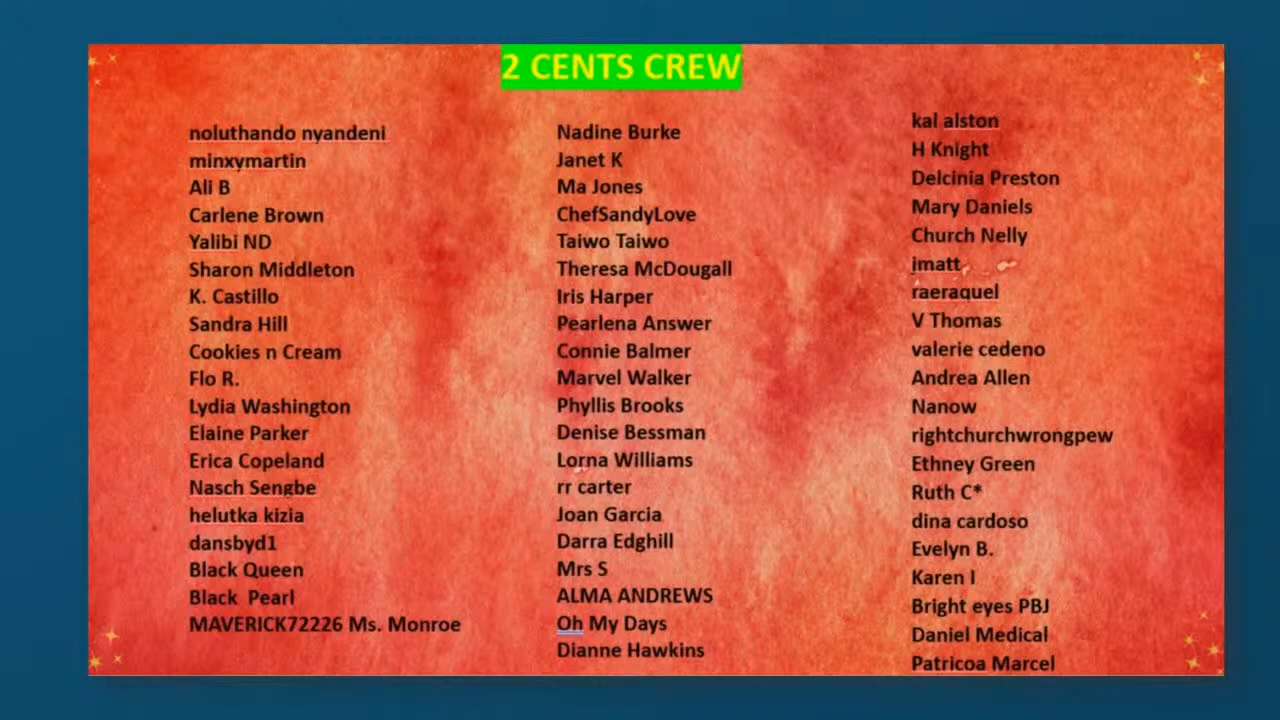 2 CENTS CREW
noluthando nyandeni
minxymartin
Ali B
Carlene Brown
Yalibi ND
Sharon Middleton
K. Castillo
Sandra Hill
Cookies n Cream
Flo R.
Lydia Washington
Elaine Parker
Erica Copeland
Nasch Sengbe
helutka kizia
dansbyd1
Black Queen
Black Pearl
MAVERICK72226 Ms. Monroe
Nadine Burke
Janet K
Ma Jones
ChefSandyLove
Taiwo Taiwo
Theresa McDougall
Iris Harper
Pearlena Answer
Connie Balmer
Marvel Walker
Phyllis Brooks
Denise Bessman
Lorna Williams
rr carter
Joan Garcia
Darra Edghill
Mrs S
ALMA ANDREWS
Oh My Days
Dianne Hawkins
kal alston
H Knight
Delcinia Preston
Mary Daniels
Church Nelly
jmatt
raeraquel
V Thomas
valerie cedeno
Andrea Allen
Nanow
rightchurchwrongpew
Ethney Green
Ruth C*
dina cardoso
Evelyn B.
Karen I
Bright eyes PBJ
Daniel Medical
Patricoa Marcel